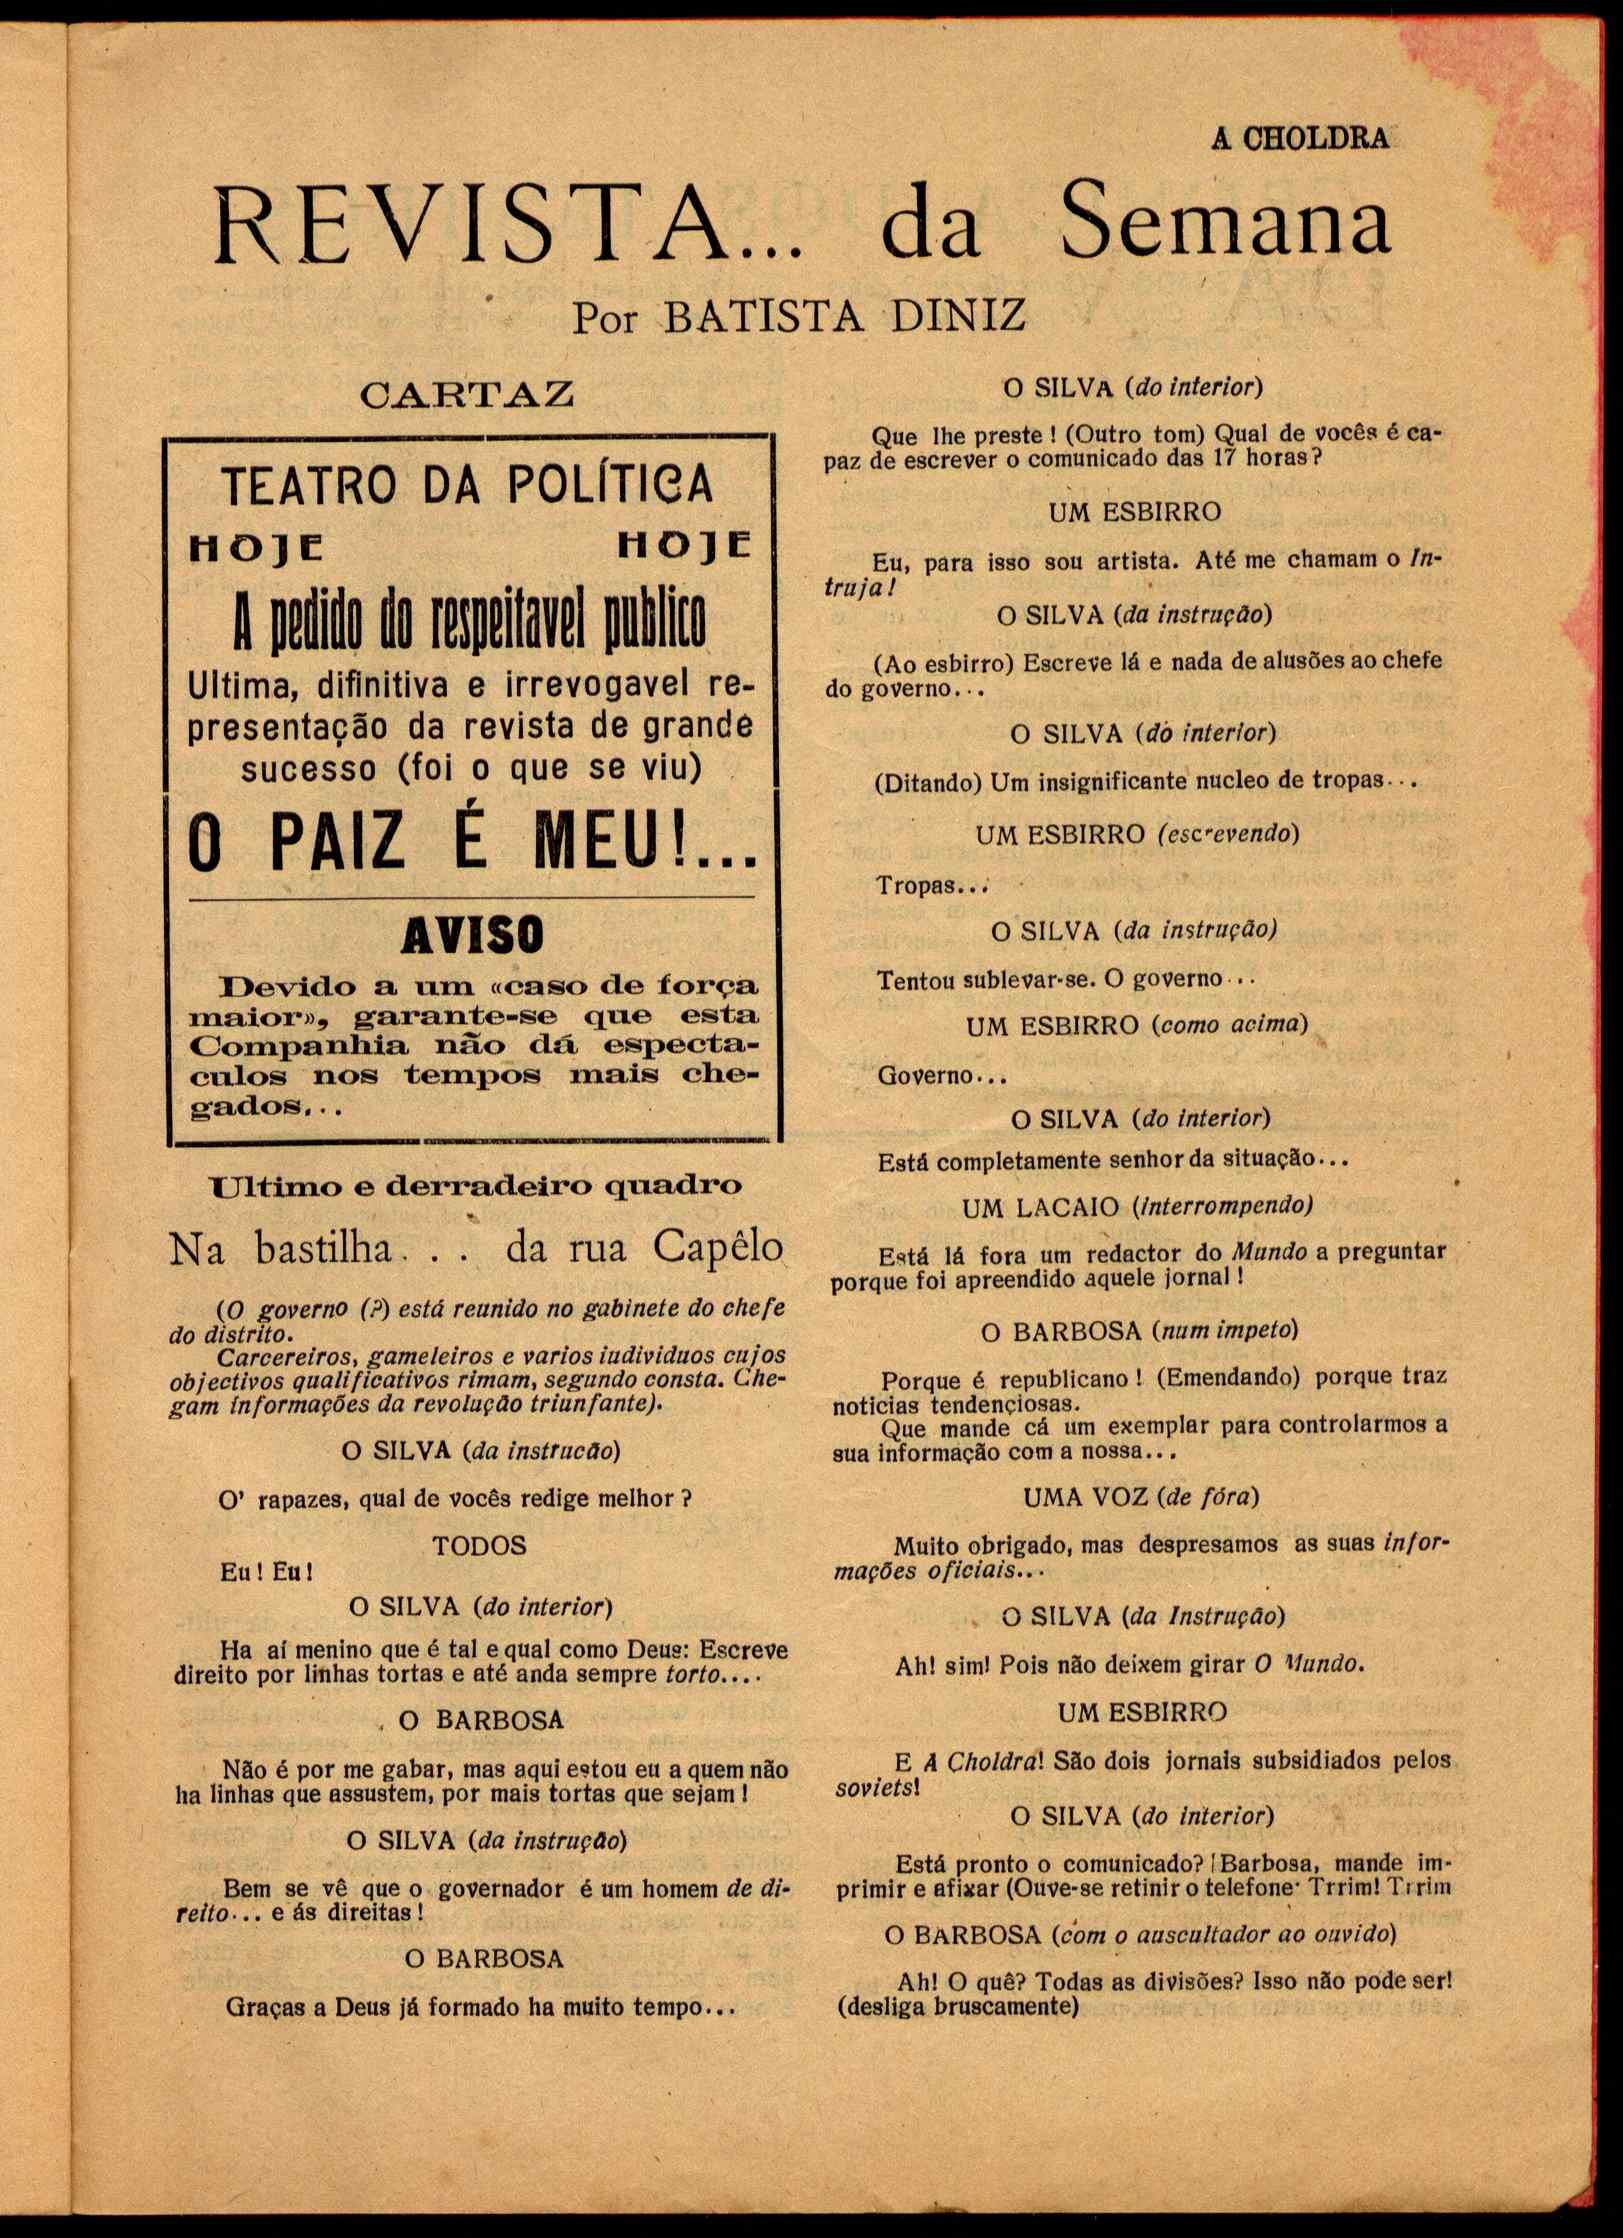 A CHOLDRA
REVISTA... da Semana
Por BATISTA DINIZ
CARTAZ
TEATRO DA POLÍTICA
HOJE HOJE
A pedido do respeitavel publico
Ultima, difinitiva e irrevogavel re-
presentação da revista de grande
sucesso (foi o que se viu)
O PAIZ É MEU!...
AVISO
Devido a um «caso de força
maior», garante-se que esta
Companhia não dá especta-
culos nos tempos mais che-
gados...
Ultimo e derradeiro quadro
Na bastilha... da rua Capêlo
(O governo (?) está reunido no gabinete do chefe
do distrito.
Carcereiros, gameleiros e varios iudividuos cujos
objectivos qualificativos rimam, segundo consta. Che-
gam informações da revolução triunfante).
O SILVA (da instrucão)
O' rapazes, qual de vocês redige melhor?
TODOS
Eu! Eu!
O SILVA (do interior)
Ha aí menino que é tal e qual como Deus: Escreve
direito por linhas tortas e até anda sempre torto....
O BARBOSA
Não é por me gabar, mas aqui estou eu a quem não
ha linhas que assustem, por mais tortas que sejam!
O SILVA (da instrução)
Bem se vê que o governador é um homem de di-
reito... e ás direitas!
O BARBOSA
Graças a Deus já formado ha muito tempo...
O SILVA (do interior)
Que lhe preste! (Outro tom) Qual de vocês é ca-
paz de escrever o comunicado das 17 horas?
UM ESBIRRO
Eu, para isso sou artista. Até me chamam o In-
truja!
O SILVA (da instrução)
(Ao esbirro) Escreve lá e nada de alusões ao chefe
do governo...
O SILVA (do interior)
(Ditando) Um insignificante nucleo de tropas...
UM ESBIRRO (escrevendo)
Tropas...
O SILVA (da instrução)
Tentou sublevar-se. O governo...
UM ESBIRRO (como acima)
Governo...
O SILVA (do interior)
Está completamente senhor da situação...
UM LACAIO (interrompendo)
Está lá fora um redactor do Mundo a preguntar
porque foi apreendido aquele jornal!
O BARBOSA (num impeto)
Porque é republicano! (Emendando) porque traz
noticias tendenciosas.
Que mande cá um exemplar para controlarmos a
sua informação com a nossa...
UMA VOZ (de fóra)
Muito obrigado, mas despresamos as suas infor-
mações oficiais...
O SILVA (da Instrução)
Ah! sim! Pois não deixem girar O Mundo.
UM ESBIRRO
E A Choldra! São dois jornais subsidiados pelos
soviets!
O SILVA (do interior)
Está pronto o comunicado? Barbosa, mande im-
primir e afixar (Ouve-se retinir o telefone: Trrim! Trrim
O BARBOSA (com o auscultador ao ouvido)
Ah! O quê? Todas as divisões? Isso não pode ser!
(desliga bruscamente)